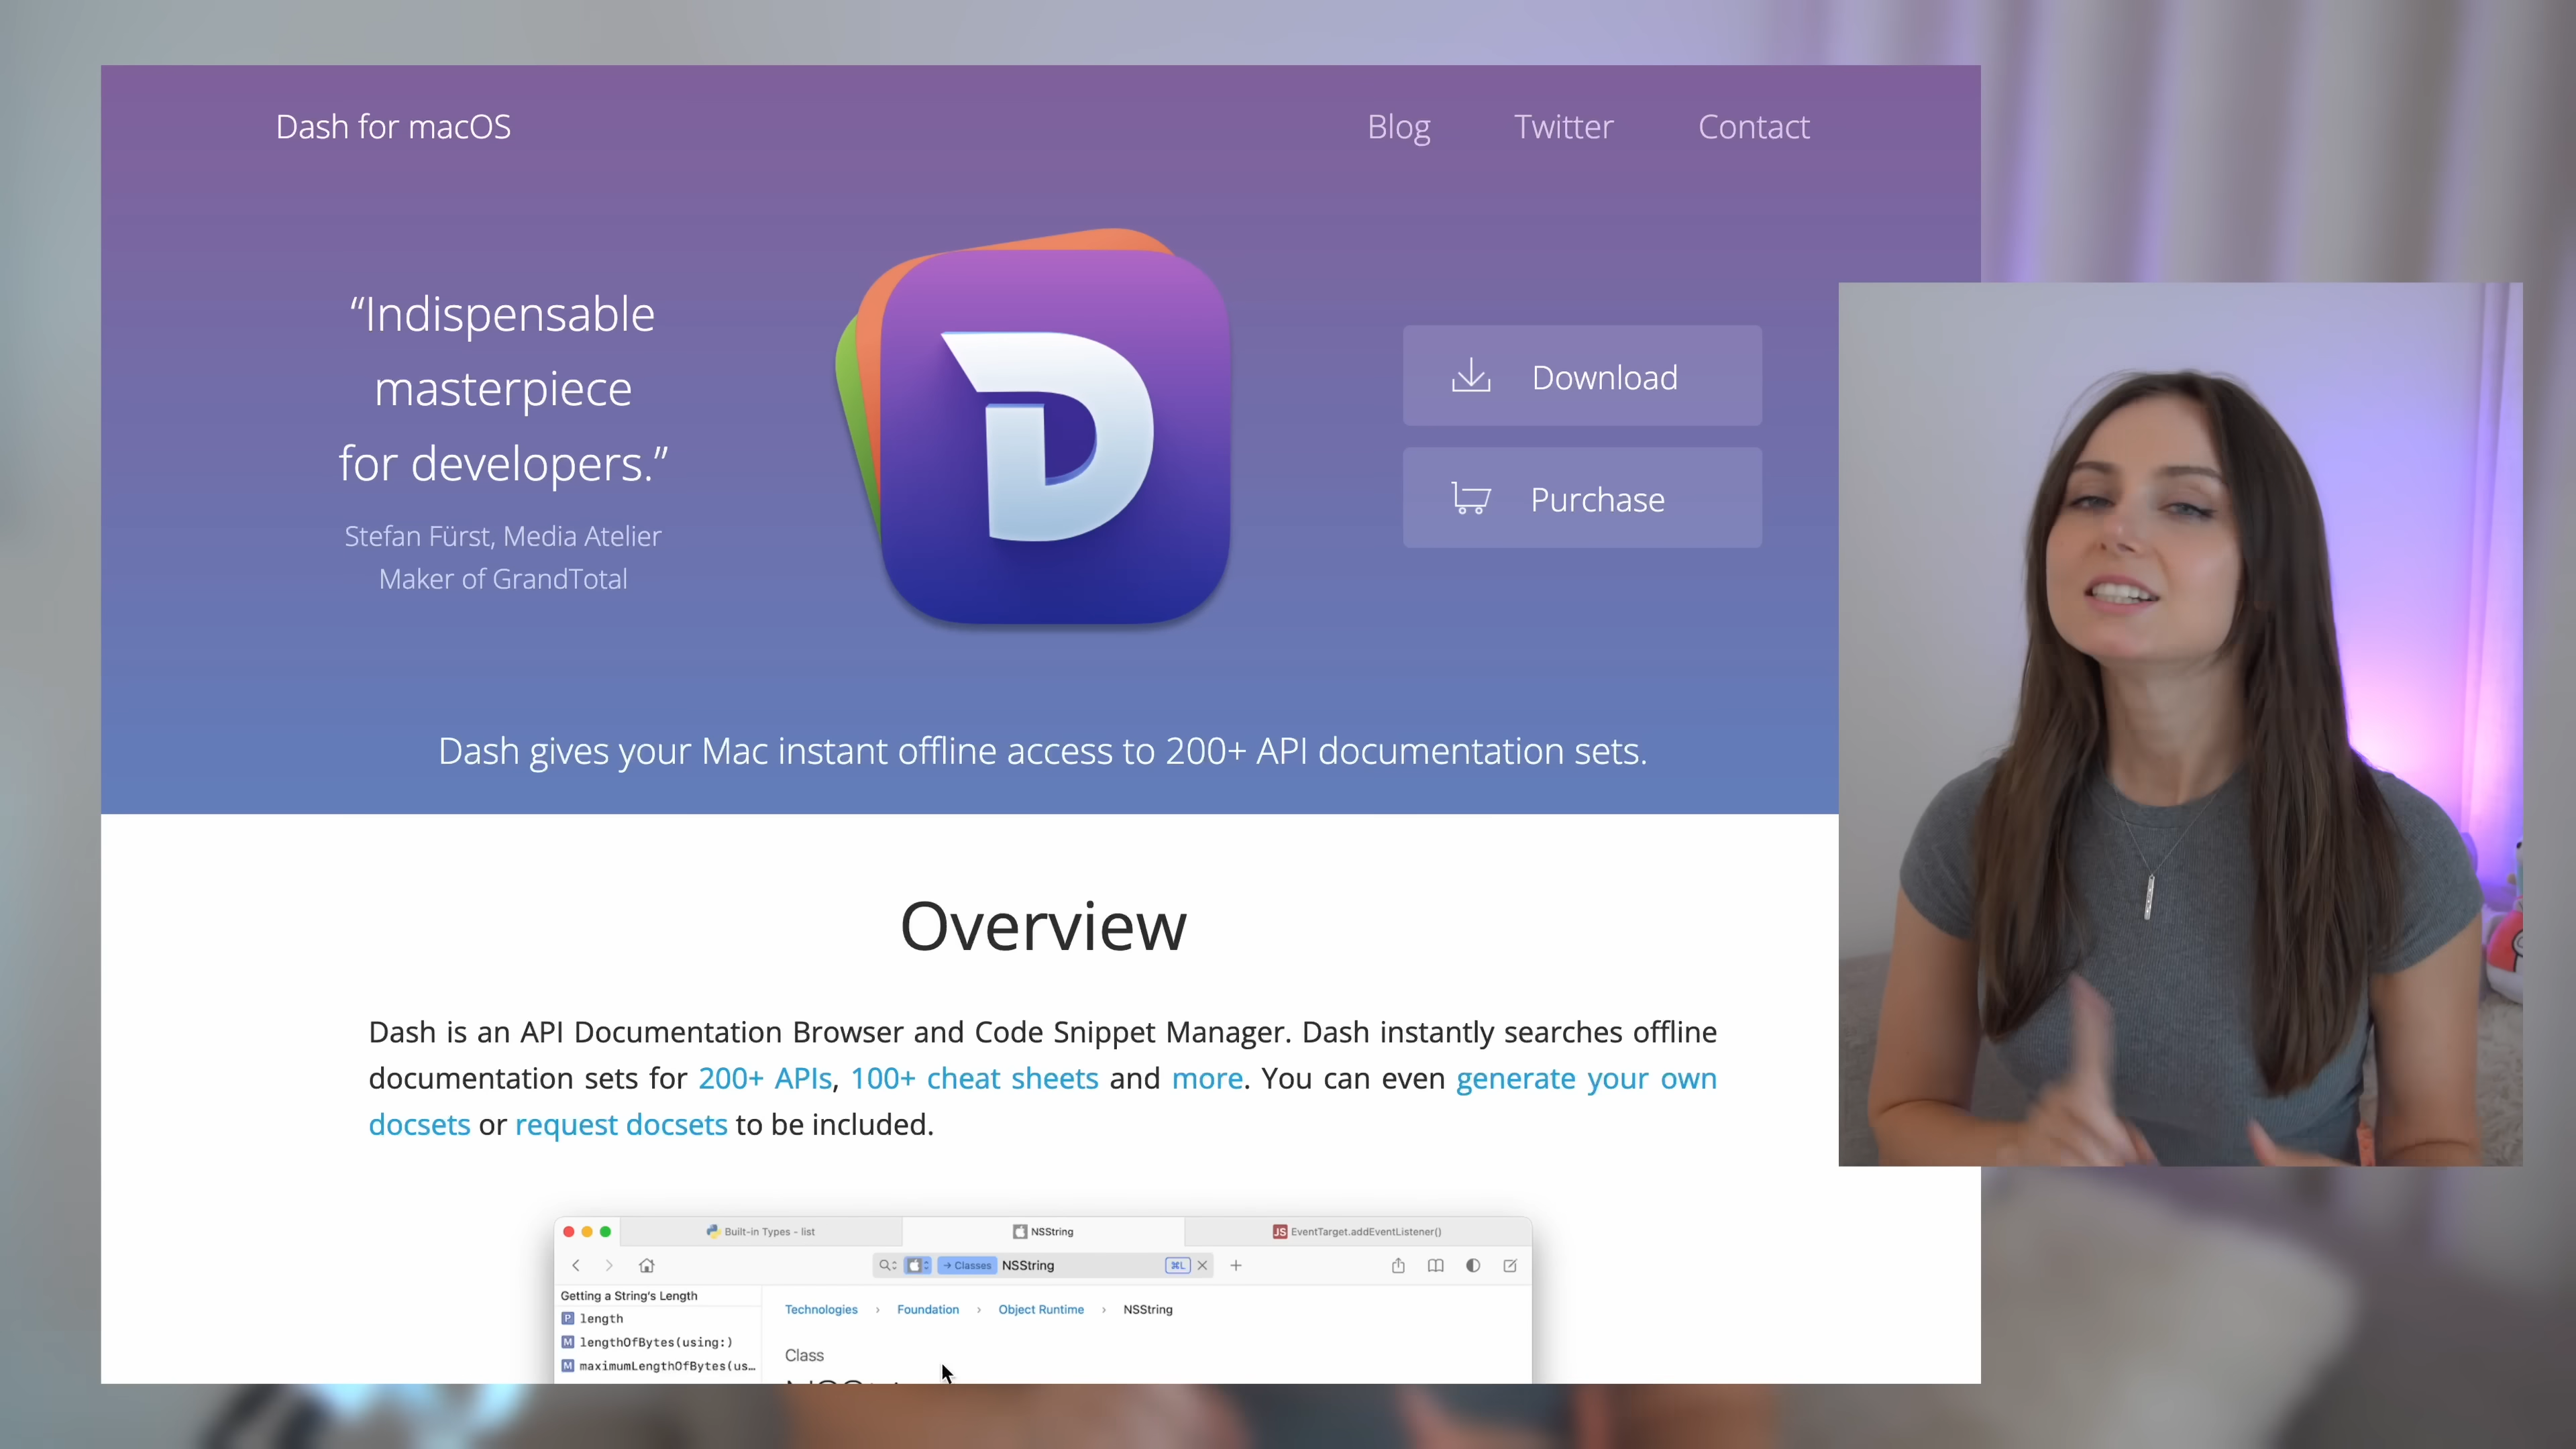 Dash for macOS
Blog
Twitter
Contact
“Indispensable
masterpiece
for developers.”
Stefan Fürst, Media Atelier
Maker of GrandTotal
D
Download
Purchase
Dash gives your Mac instant offline access to 200+ API documentation sets.
Overview
Dash is an API Documentation Browser and Code Snippet Manager. Dash instantly searches offline
documentation sets for 200+ APIs, 100+ cheat sheets and more. You can even generate your own
docsets or request docsets to be included.
Built-in Types - list
NSString
JS EventTarget.addEventListener()
→ Classes NSString ⌘L
Getting a String's Length
Technologies › Foundation › Object Runtime › NSString
P length
M lengthOfBytes(using:)
M maximumLengthOfBytes(us…
Class